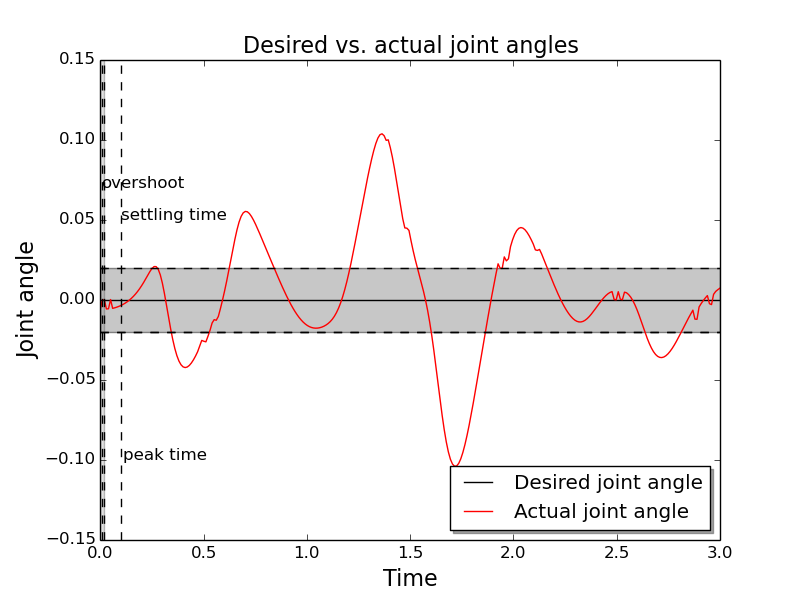 Desired vs. actual joint angles
0.15
0.10
overshoot
settling time
0.05
0.00
−0.05
peak time
−0.10
−0.15
Joint angle
Desired joint angle
Actual joint angle
0.0 0.5 1.0 1.5 2.0 2.5 3.0
Time